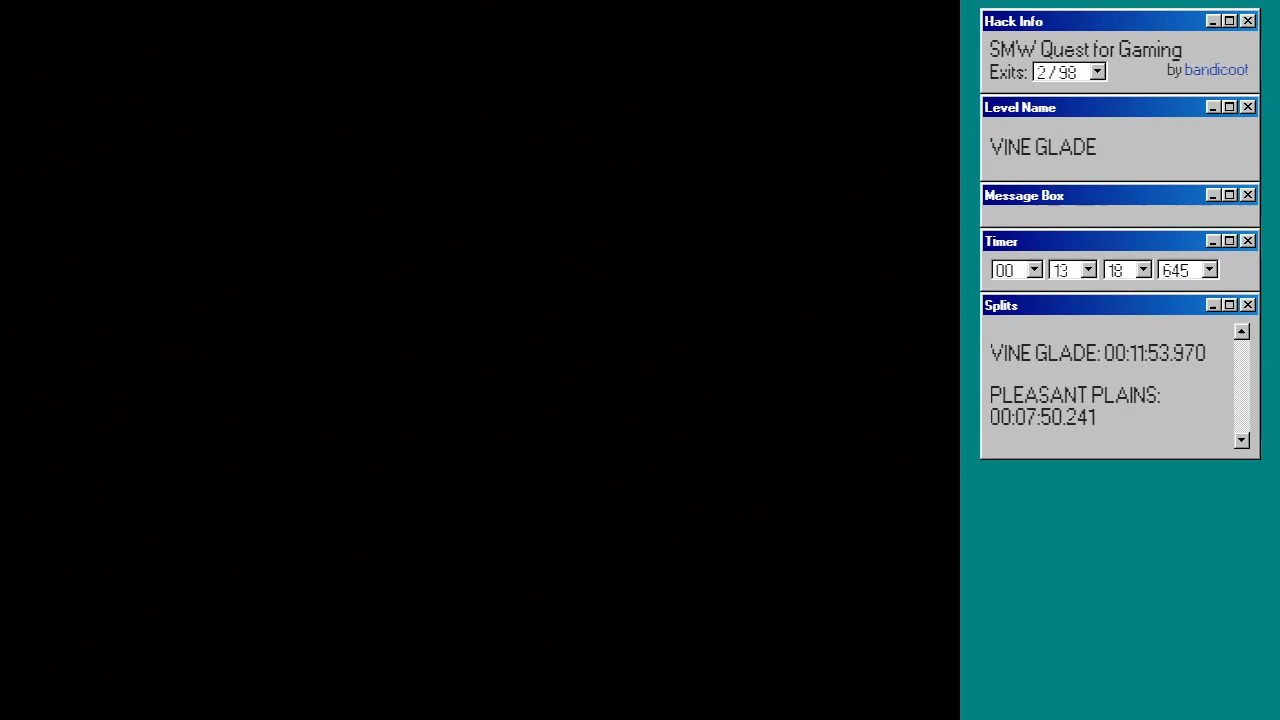 Hack Info
SMW Quest for Gaming
Exits: 2 / 98
by bandicoot
Level Name
VINE GLADE
Message Box
Timer
00 13 18 645
Splits
VINE GLADE: 00:11:53.970
PLEASANT PLAINS:
00:07:50.241